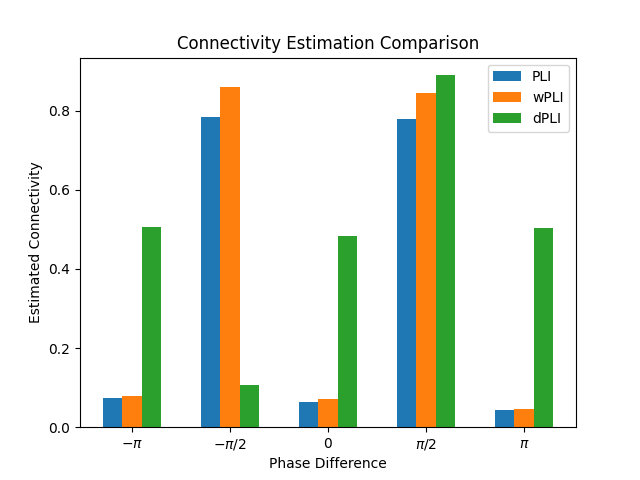 Connectivity Estimation Comparison
PLI
wPLI
dPLI
Estimated Connectivity
0.8
0.6
0.4
0.2
0.0
−π
−π/2
0
π/2
π
Phase Difference